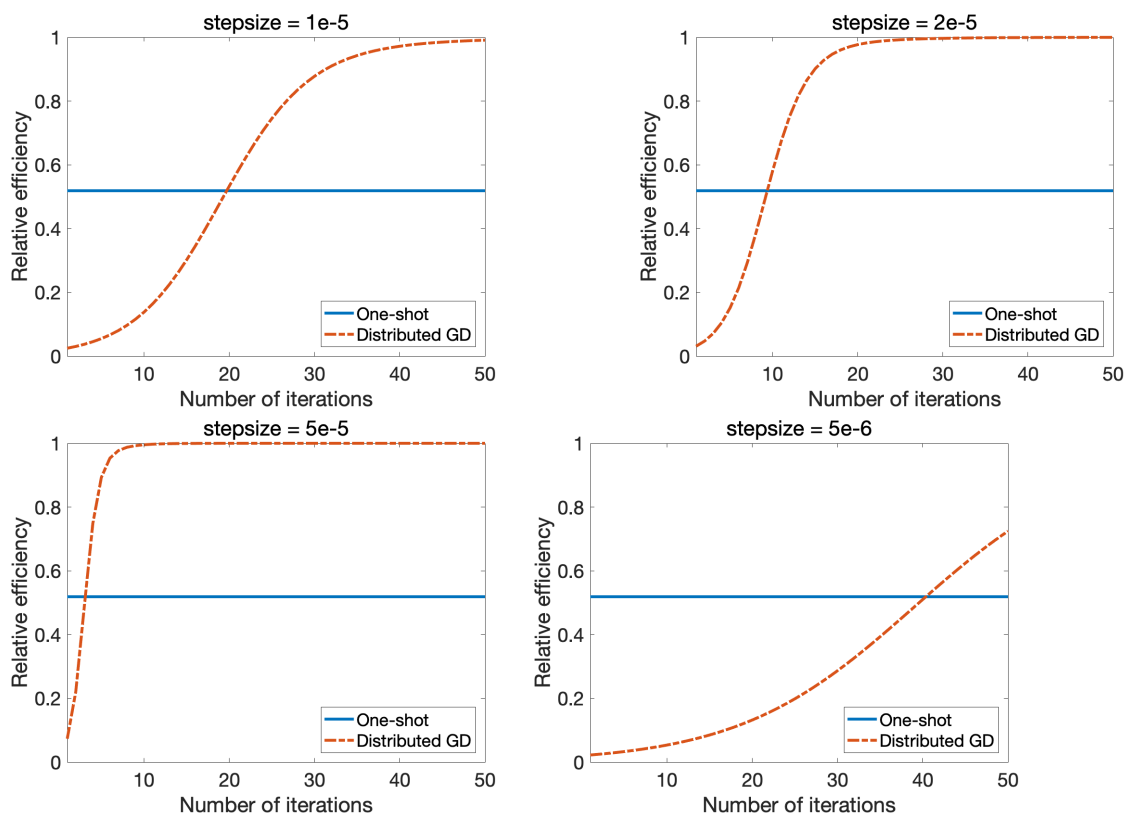 stepsize = 1e-5
1
0.8
0.6
0.4
0.2
0
Relative efficiency
One-shot
Distributed GD
10 20 30 40 50
Number of iterations
stepsize = 2e-5
1
0.8
0.6
0.4
0.2
0
Relative efficiency
One-shot
Distributed GD
10 20 30 40 50
Number of iterations
stepsize = 5e-5
1
0.8
0.6
0.4
0.2
0
Relative efficiency
One-shot
Distributed GD
10 20 30 40 50
Number of iterations
stepsize = 5e-6
1
0.8
0.6
0.4
0.2
0
Relative efficiency
One-shot
Distributed GD
10 20 30 40 50
Number of iterations